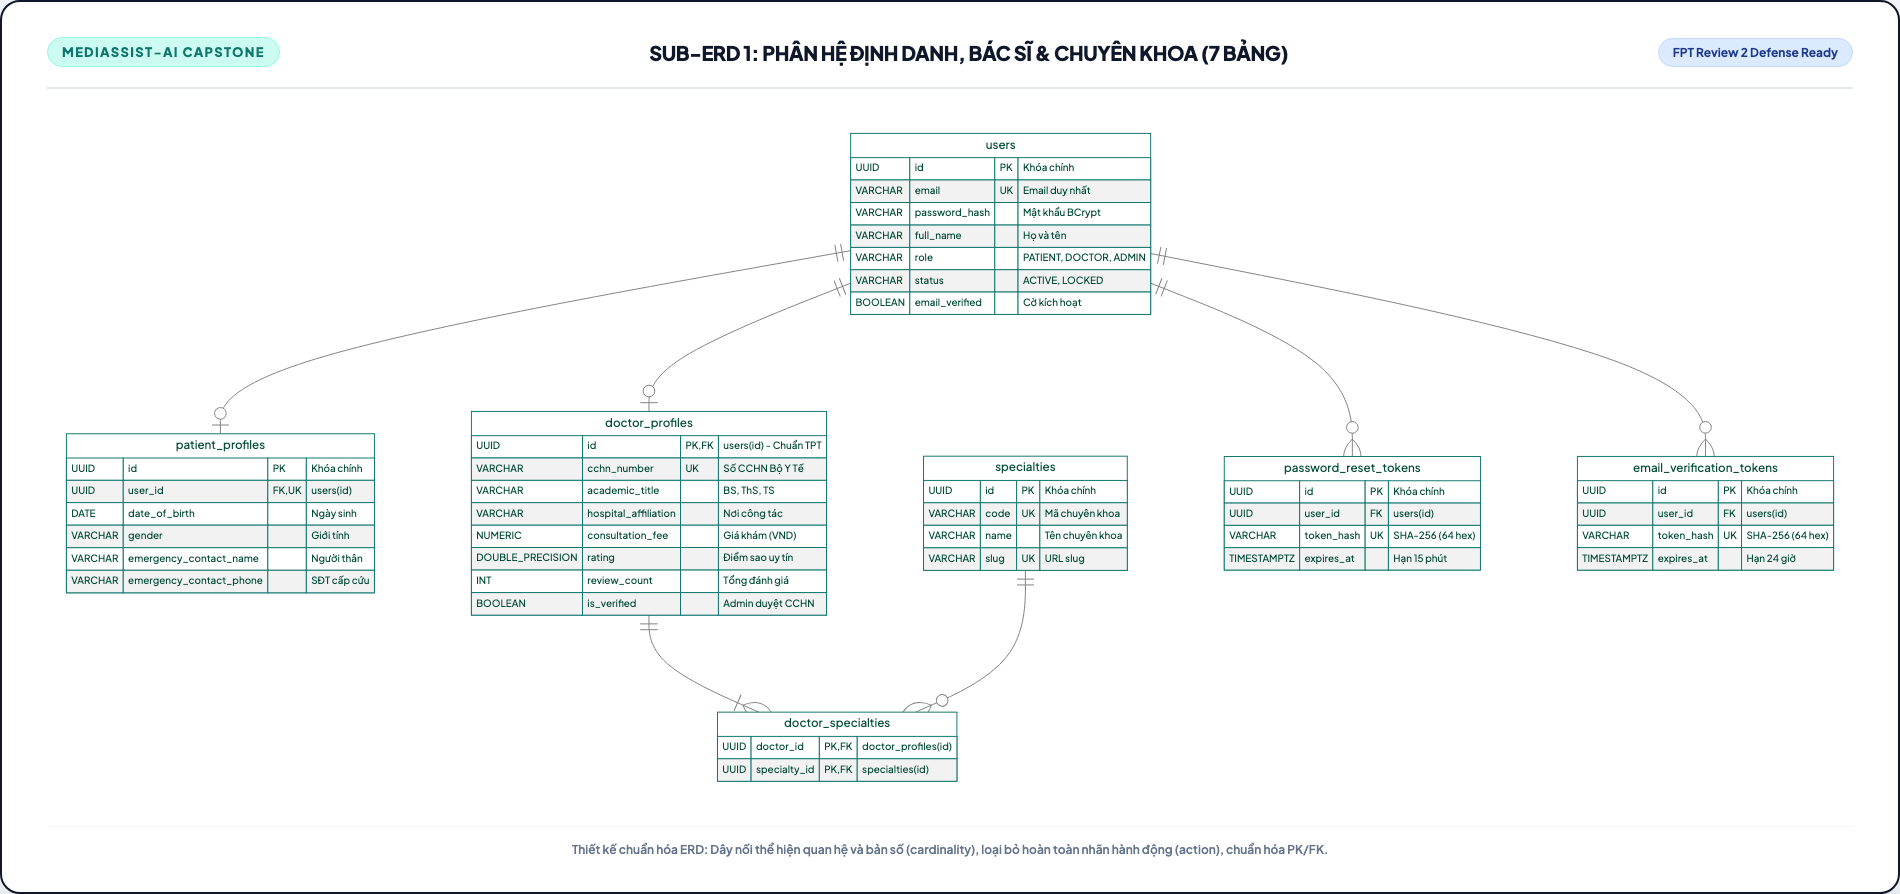 MEDIASSIST-AI CAPSTONE
SUB-ERD 1: PHÂN HỆ ĐỊNH DANH, BÁC SĨ & CHUYÊN KHOA (7 BẢNG)
FPT Review 2 Defense Ready
users
UUID id PK Khóa chính
VARCHAR email UK Email duy nhất
VARCHAR password_hash Mật khẩu BCrypt
VARCHAR full_name Họ và tên
VARCHAR role PATIENT, DOCTOR, ADMIN
VARCHAR status ACTIVE, LOCKED
BOOLEAN email_verified Cờ kích hoạt
patient_profiles
UUID id PK Khóa chính
UUID user_id FK,UK users(id)
DATE date_of_birth Ngày sinh
VARCHAR gender Giới tính
VARCHAR emergency_contact_name Người thân
VARCHAR emergency_contact_phone SĐT cấp cứu
doctor_profiles
UUID id PK,FK users(id) - Chuẩn TPT
VARCHAR cchn_number UK Số CCHN Bộ Y Tế
VARCHAR academic_title BS, ThS, TS
VARCHAR hospital_affiliation Nơi công tác
NUMERIC consultation_fee Giá khám (VND)
DOUBLE_PRECISION rating Điểm sao uy tín
INT review_count Tổng đánh giá
BOOLEAN is_verified Admin duyệt CCHN
specialties
UUID id PK Khóa chính
VARCHAR code UK Mã chuyên khoa
VARCHAR name Tên chuyên khoa
VARCHAR slug UK URL slug
password_reset_tokens
UUID id PK Khóa chính
UUID user_id FK users(id)
VARCHAR token_hash UK SHA-256 (64 hex)
TIMESTAMPTZ expires_at Hạn 15 phút
email_verification_tokens
UUID id PK Khóa chính
UUID user_id FK users(id)
VARCHAR token_hash UK SHA-256 (64 hex)
TIMESTAMPTZ expires_at Hạn 24 giờ
doctor_specialties
UUID doctor_id PK,FK doctor_profiles(id)
UUID specialty_id PK,FK specialties(id)
Thiết kế chuẩn hóa ERD: Dây nối thể hiện quan hệ và bản số (cardinality), loại bỏ hoàn toàn nhãn hành động (action), chuẩn hóa PK/FK.